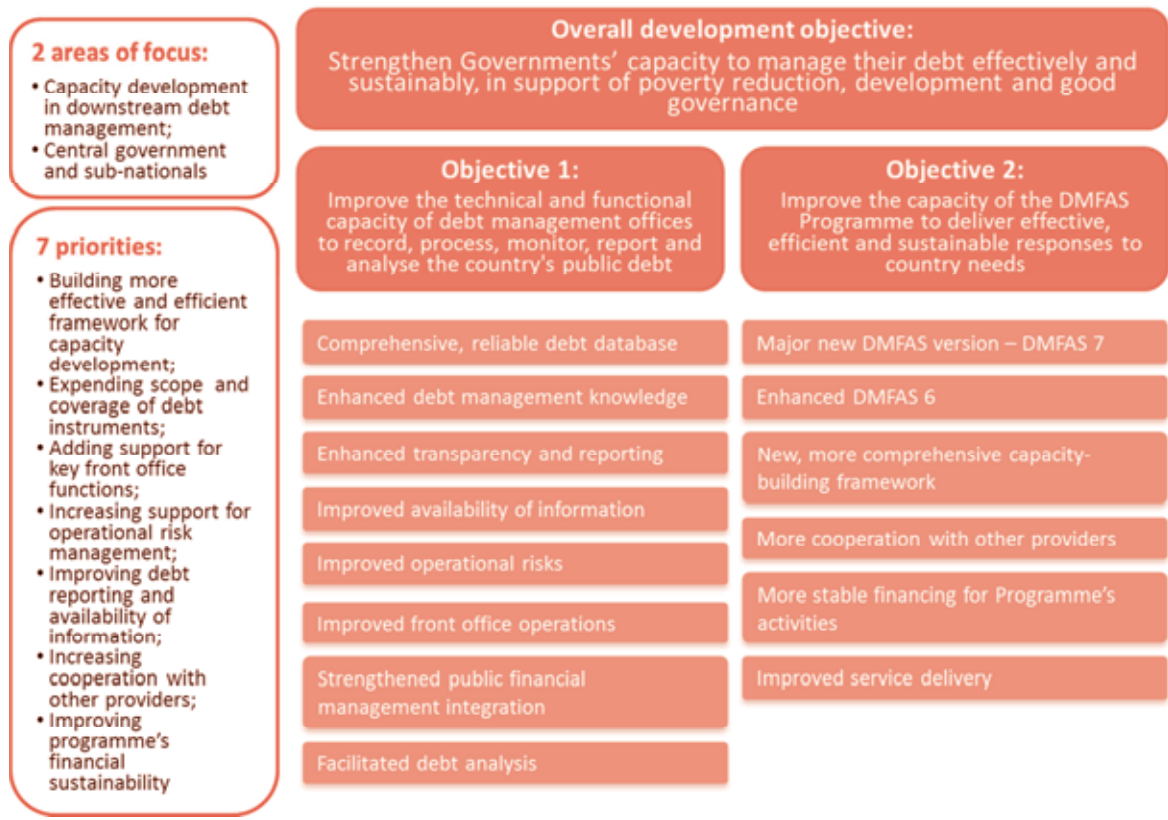 2 areas of focus:
• Capacity development
in downstream debt
management;
• Central government
and sub-nationals
7 priorities:
• Building more
effective and efficient
framework for
capacity
development;
• Expending scope and
coverage of debt
instruments;
• Adding support for
key front office
functions;
• Increasing support for
operational risk
management;
• Improving debt
reporting and
availability of
information;
• Increasing
cooperation with
other providers;
• Improving
programme's
financial
sustainability
Overall development objective:
Strengthen Governments' capacity to manage their debt effectively and
sustainably, in support of poverty reduction, development and good
governance
Objective 1:
Improve the technical and functional
capacity of debt management offices
to record, process, monitor, report and
analyse the country's public debt
Comprehensive, reliable debt database
Enhanced debt management knowledge
Enhanced transparency and reporting
Improved availability of information
Improved operational risks
Improved front office operations
Strengthened public financial
management integration
Facilitated debt analysis
Objective 2:
Improve the capacity of the DMFAS
Programme to deliver effective,
efficient and sustainable responses to
country needs
Major new DMFAS version – DMFAS 7
Enhanced DMFAS 6
New, more comprehensive capacity-
building framework
More cooperation with other providers
More stable financing for Programme's
activities
Improved service delivery